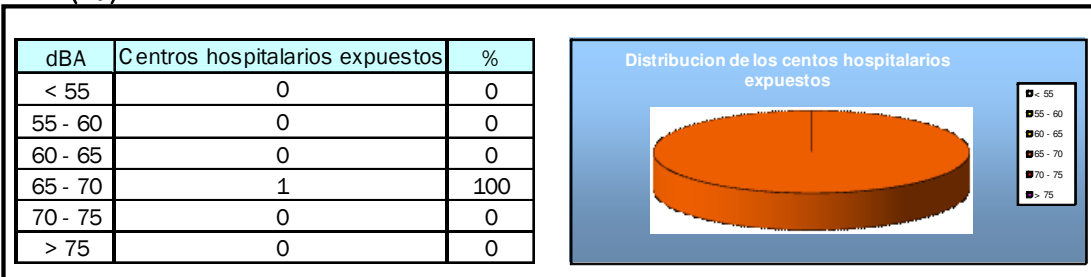 dBA Centros hospitalarios expuestos %
< 55 0 0
55 - 60 0 0
60 - 65 0 0
65 - 70 1 100
70 - 75 0 0
> 75 0 0
Distribucion de los centos hospitalarios
expuestos
< 55
55 - 60
60 - 65
65 - 70
70 - 75
> 75